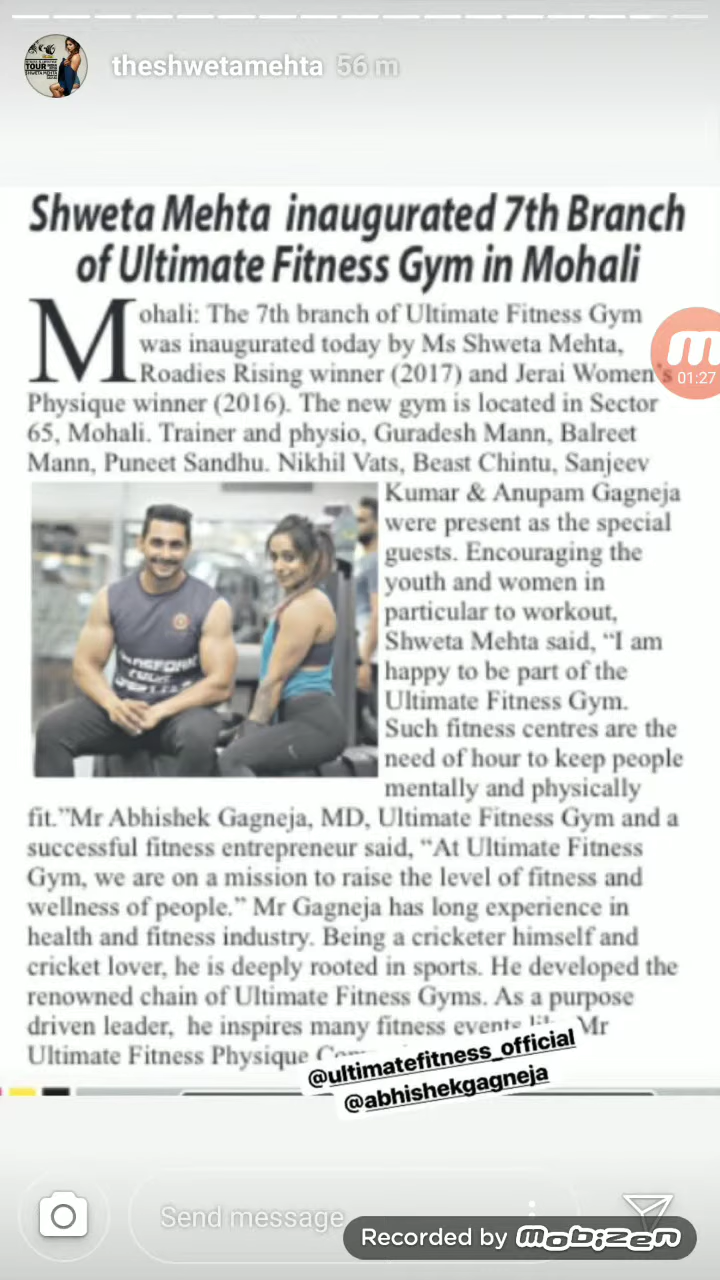 theshwetamehta 56 m
Shweta Mehta inaugurated 7th Branch
of Ultimate Fitness Gym in Mohali
Mohali: The 7th branch of Ultimate Fitness Gym
was inaugurated today by Ms Shweta Mehta,
Roadies Rising winner (2017) and Jerai Women's
Physique winner (2016). The new gym is located in Sector
65, Mohali. Trainer and physio, Guradesh Mann, Balreet
Mann, Puneet Sandhu. Nikhil Vats, Beast Chintu, Sanjeev
Kumar & Anupam Gagneja
were present as the special
guests. Encouraging the
youth and women in
particular to workout,
Shweta Mehta said, “I am
happy to be part of the
Ultimate Fitness Gym.
Such fitness centres are the
need of hour to keep people
mentally and physically
fit.”Mr Abhishek Gagneja, MD, Ultimate Fitness Gym and a
successful fitness entrepreneur said, “At Ultimate Fitness
Gym, we are on a mission to raise the level of fitness and
wellness of people.” Mr Gagneja has long experience in
health and fitness industry. Being a cricketer himself and
cricket lover, he is deeply rooted in sports. He developed the
renowned chain of Ultimate Fitness Gyms. As a purpose
driven leader, he inspires many fitness events Mr
Ultimate Fitness Physique
@ultimatefitness_official
@abhishekgagneja
01:27
Send message
Recorded by mobizen